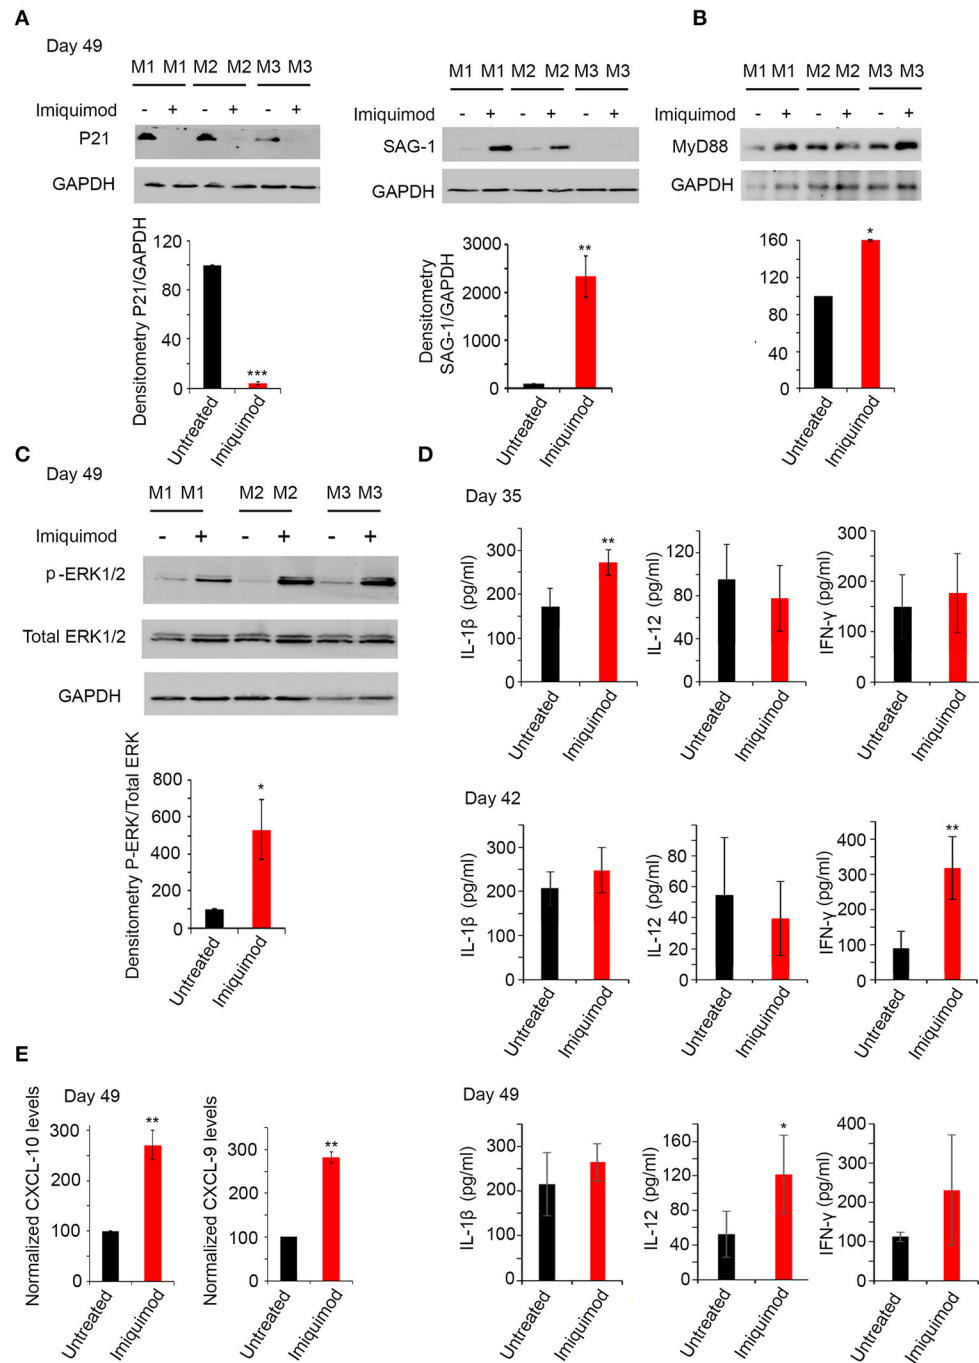 A
Day 49
M1 M1 M2 M2 M3 M3
Imiquimod - + - + - +
P21
GAPDH
Densitometry P21/GAPDH
120
80
40
0
***
Untreated
Imiquimod
M1 M1 M2 M2 M3 M3
Imiquimod - + - + - +
SAG-1
GAPDH
Densitometry
SAG-1/GAPDH
3000
2000
1000
0
**
Untreated
Imiquimod
B
M1 M1 M2 M2 M3 M3
Imiquimod - + - + - +
MyD88
GAPDH
160
120
80
40
0
*
Untreated
Imiquimod
C
Day 49
M1 M1 M2 M2 M3 M3
Imiquimod - + - + - +
p-ERK1/2
Total ERK1/2
GAPDH
Densitometry P-ERK/Total ERK
800
600
400
200
0
*
Untreated
Imiquimod
D
Day 35
IL-1β (pg/ml)
300
200
100
0
**
Untreated
Imiquimod
IL-12 (pg/ml)
120
80
40
0
Untreated
Imiquimod
IFN-γ (pg/ml)
300
200
100
0
Untreated
Imiquimod
Day 42
IL-1β (pg/ml)
300
200
100
0
Untreated
Imiquimod
IL-12 (pg/ml)
80
60
40
20
0
Untreated
Imiquimod
IFN-γ (pg/ml)
400
300
200
100
0
**
Untreated
Imiquimod
Day 49
IL-1β (pg/ml)
300
200
100
0
Untreated
Imiquimod
IL-12 (pg/ml)
160
120
80
40
0
*
Untreated
Imiquimod
IFN-γ (pg/ml)
400
300
200
100
0
Untreated
Imiquimod
E
Day 49
Normalized CXCL-10 levels
300
200
100
0
**
Untreated
Imiquimod
Normalized CXCL-9 levels
300
200
100
0
**
Untreated
Imiquimod